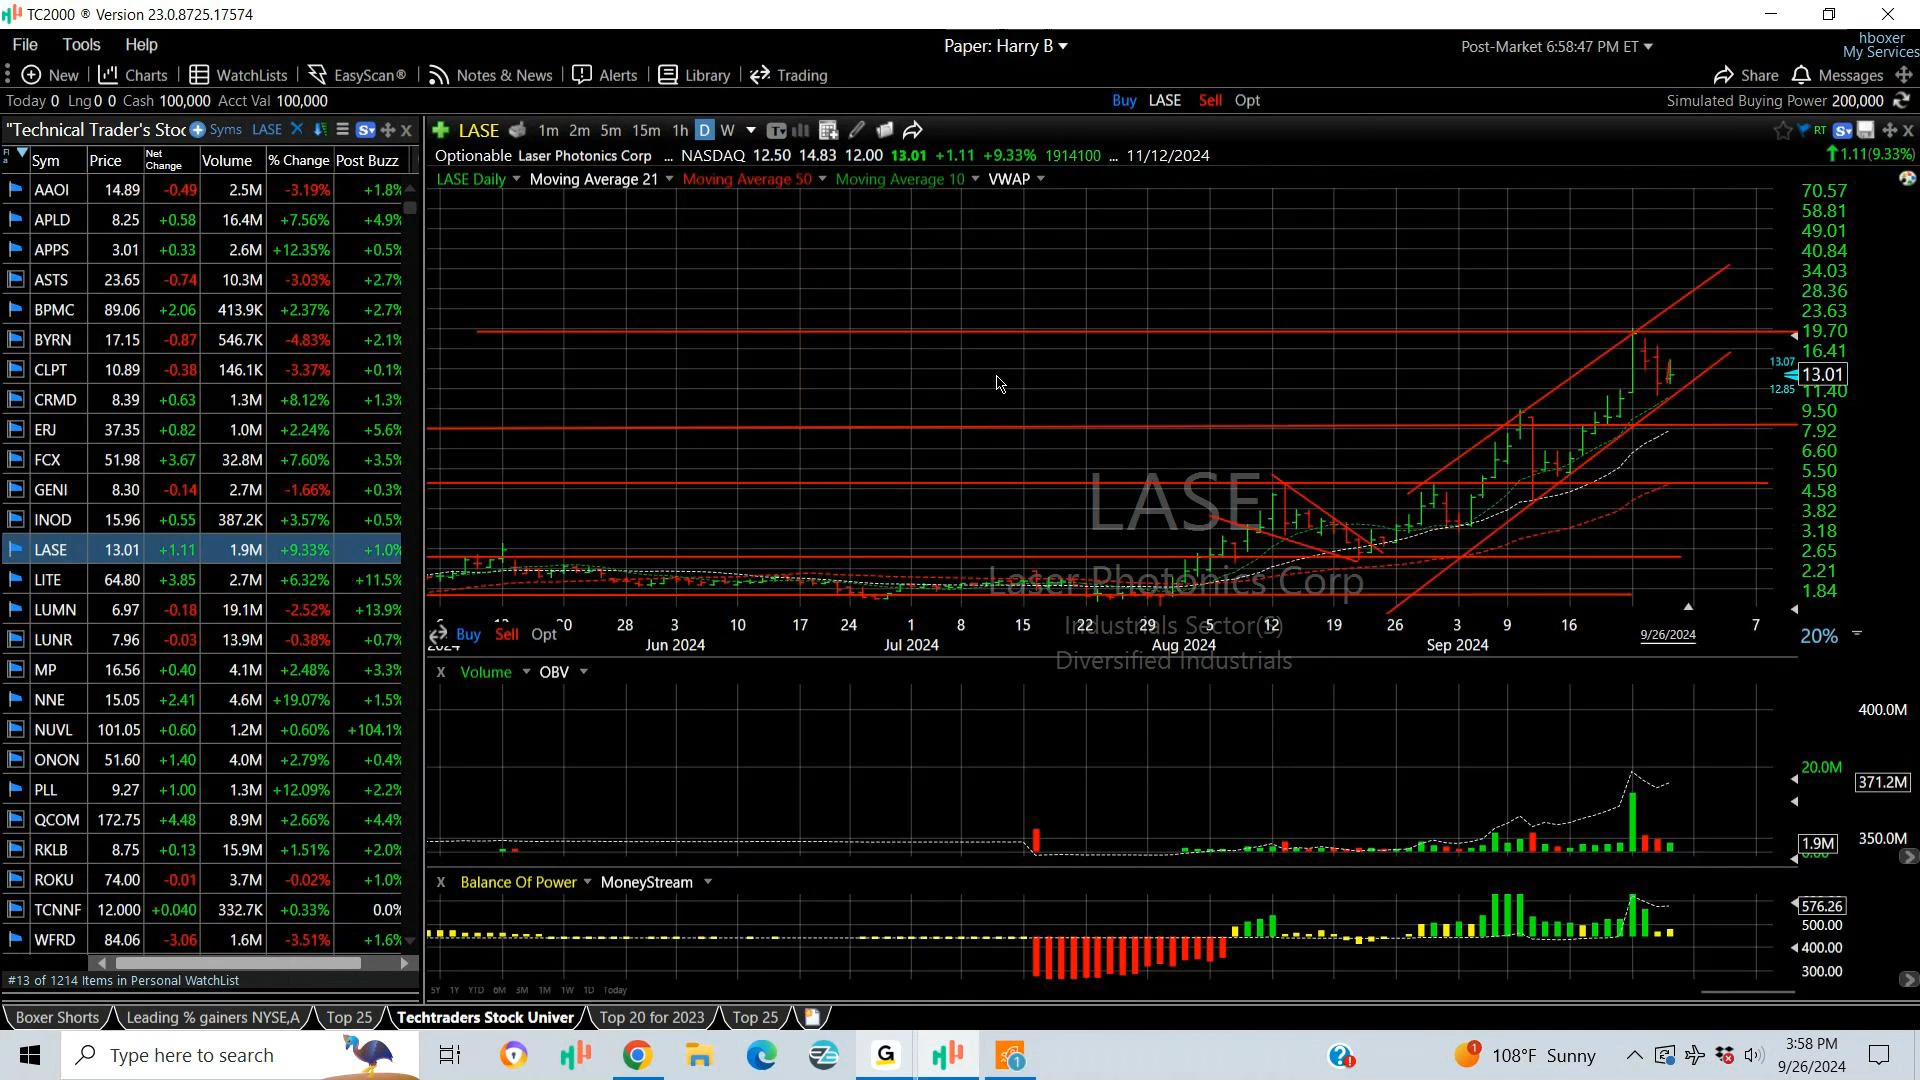 TC2000 ® Version 23.0.8725.17574
File Tools Help
Paper: Harry B
Post-Market 6:58:47 PM ET
hboxer
My Services
New Charts WatchLists EasyScan® Notes & News Alerts Library Trading
Share Messages
Today 0 Lng 0 0 Cash 100,000 Acct Val 100,000
Buy LASE Sell Opt
Simulated Buying Power 200,000
"Technical Trader's Stoc Syms LASE
LASE 1m 2m 5m 15m 1h D W
RT
Optionable Laser Photonics Corp ... NASDAQ 12.50 14.83 12.00 13.01 +1.11 +9.33% 1914100 ... 11/12/2024
1.11(9.33%)
LASE Daily Moving Average 21 Moving Average 50 Moving Average 10 VWAP
Sym Price Net Change Volume % Change Post Buzz
AAOI 14.89 -0.49 2.5M -3.19% +1.8%
APLD 8.25 +0.58 16.4M +7.56% +4.9%
APPS 3.01 +0.33 2.6M +12.35% +0.5%
ASTS 23.65 -0.74 10.3M -3.03% +2.7%
BPMC 89.06 +2.06 413.9K +2.37% +2.7%
BYRN 17.15 -0.87 546.7K -4.83% +2.1%
CLPT 10.89 -0.38 146.1K -3.37% +0.1%
CRMD 8.39 +0.63 1.3M +8.12% +1.3%
ERJ 37.35 +0.82 1.0M +2.24% +5.6%
FCX 51.98 +3.67 32.8M +7.60% +3.5%
GENI 8.30 -0.14 2.7M -1.66% +0.3%
INOD 15.96 +0.55 387.2K +3.57% +0.5%
LASE 13.01 +1.11 1.9M +9.33% +1.0%
LITE 64.80 +3.85 2.7M +6.32% +11.5%
LUMN 6.97 -0.18 19.1M -2.52% +13.9%
LUNR 7.96 -0.03 13.9M -0.38% +0.7%
MP 16.56 +0.40 4.1M +2.48% +3.3%
NNE 15.05 +2.41 4.6M +19.07% +1.5%
NUVL 101.05 +0.60 1.2M +0.60% +104.1%
ONON 51.60 +1.40 4.0M +2.79% +0.4%
PLL 9.27 +1.00 1.3M +12.09% +2.2%
QCOM 172.75 +4.48 8.9M +2.66% +4.4%
RKLB 8.75 +0.13 15.9M +1.51% +2.0%
ROKU 74.00 -0.01 3.7M -0.02% +1.0%
TCNNF 12.000 +0.040 332.7K +0.33% 0.0%
WFRD 84.06 -3.06 1.6M -3.51% +1.6%
#13 of 1214 Items in Personal WatchList
70.57
58.81
49.01
40.84
34.03
28.36
23.63
19.70
16.41
13.07
13.01
12.85
11.40
9.50
7.92
6.60
5.50
4.58
3.82
3.18
2.65
2.21
1.84
20%
LASE
Laser Photonics Corp
Industrials Sector(D)
Diversified Industrials
28 3 10 17 24 1 8 15 22 29 5 12 19 26 3 9 16 9/26/2024 7
Buy Sell Opt
Jun 2024 Jul 2024 Aug 2024 Sep 2024
X Volume OBV
400.0M
20.0M
371.2M
1.9M
350.0M
X Balance Of Power MoneyStream
576.26
500.00
400.00
300.00
5Y 1Y YTD 6M 3M 1M 1W 1D Today
Boxer Shorts Leading % gainers NYSE,A Top 25 Techtraders Stock Univer Top 20 for 2023 Top 25
Type here to search
108°F Sunny
3:58 PM
9/26/2024